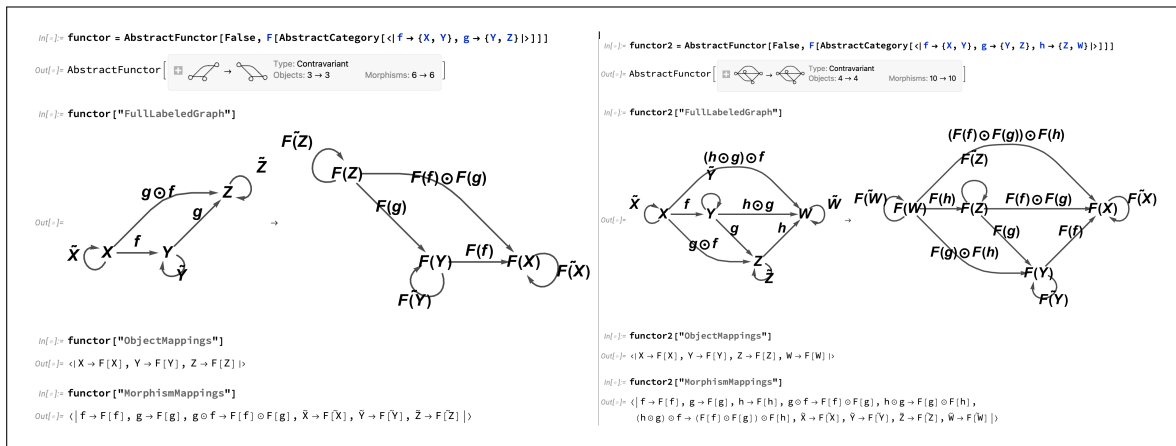 In[]:= functor = AbstractFunctor[False, F[AbstractCategory[<|f → {X, Y}, g → {Y, Z}|>]]]
Out[]= AbstractFunctor[ Type: Contravariant
Objects: 3 → 3 Morphisms: 6 → 6 ]
In[]:= functor["FullLabeledGraph"]
F(Z̃)
F(Z) F(f)⊙F(g)
Z̃
g⊙f Z
F(g)
g
Out[]= →
f
X̃ X Y
Ỹ
F(Y) F(f) F(X)
F(X̃)
F(Ỹ)
In[]:= functor["ObjectMappings"]
Out[]= <|X → F[X], Y → F[Y], Z → F[Z]|>
In[]:= functor["MorphismMappings"]
Out[]= <|f → F[f], g → F[g], g⊙f → F[f]⊙F[g], X̃ → F[X̃], Ỹ → F[Ỹ], Z̃ → F[Z̃]|>
In[]:= functor2 = AbstractFunctor[False, F[AbstractCategory[<|f → {X, Y}, g → {Y, Z}, h → {Z, W}|>]]]
Out[]= AbstractFunctor[ Type: Contravariant
Objects: 4 → 4 Morphisms: 10 → 10 ]
In[]:= functor2["FullLabeledGraph"]
(h⊙g)⊙f
Ỹ
X̃ X f Y h⊙g W W̃
g h
g⊙f
Z
Z̃
Out[]= →
(F(f)⊙F(g))⊙F(h)
F(Z̃)
F(W̃) F(W) F(h) F(Z) F(f)⊙F(g) F(X) F(X̃)
F(g) F(f)
F(g)⊙F(h)
F(Y)
F(Ỹ)
In[]:= functor2["ObjectMappings"]
Out[]= <|X → F[X], Y → F[Y], Z → F[Z], W → F[W]|>
In[]:= functor2["MorphismMappings"]
Out[]= <|f → F[f], g → F[g], h → F[h], g⊙f → F[f]⊙F[g], h⊙g → F[g]⊙F[h],
(h⊙g)⊙f → (F[f]⊙F[g])⊙F[h], X̃ → F[X̃], Ỹ → F[Ỹ], Z̃ → F[Z̃], W̃ → F[W̃]|>